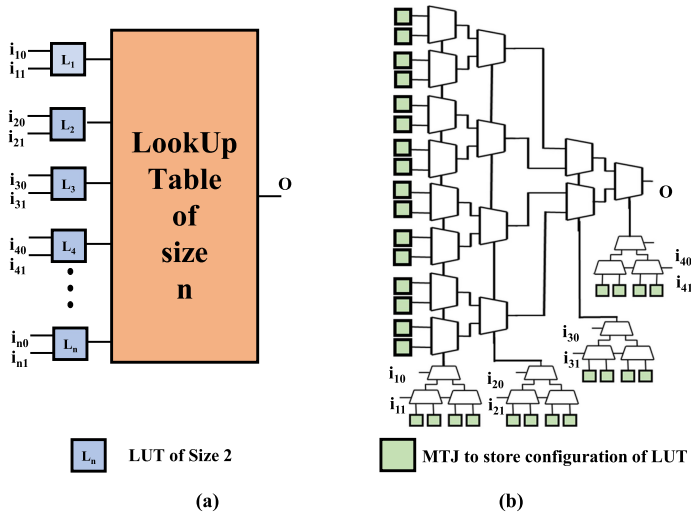 (a)
i10
i11
L1
i20
i21
L2
i30
i31
L3
i40
i41
L4
in0
in1
Ln
LookUp
Table
of
size
n
O
Ln
LUT of Size 2
(b)
O
i40
i41
i30
i31
i10
i11
i20
i21
MTJ to store configuration of LUT